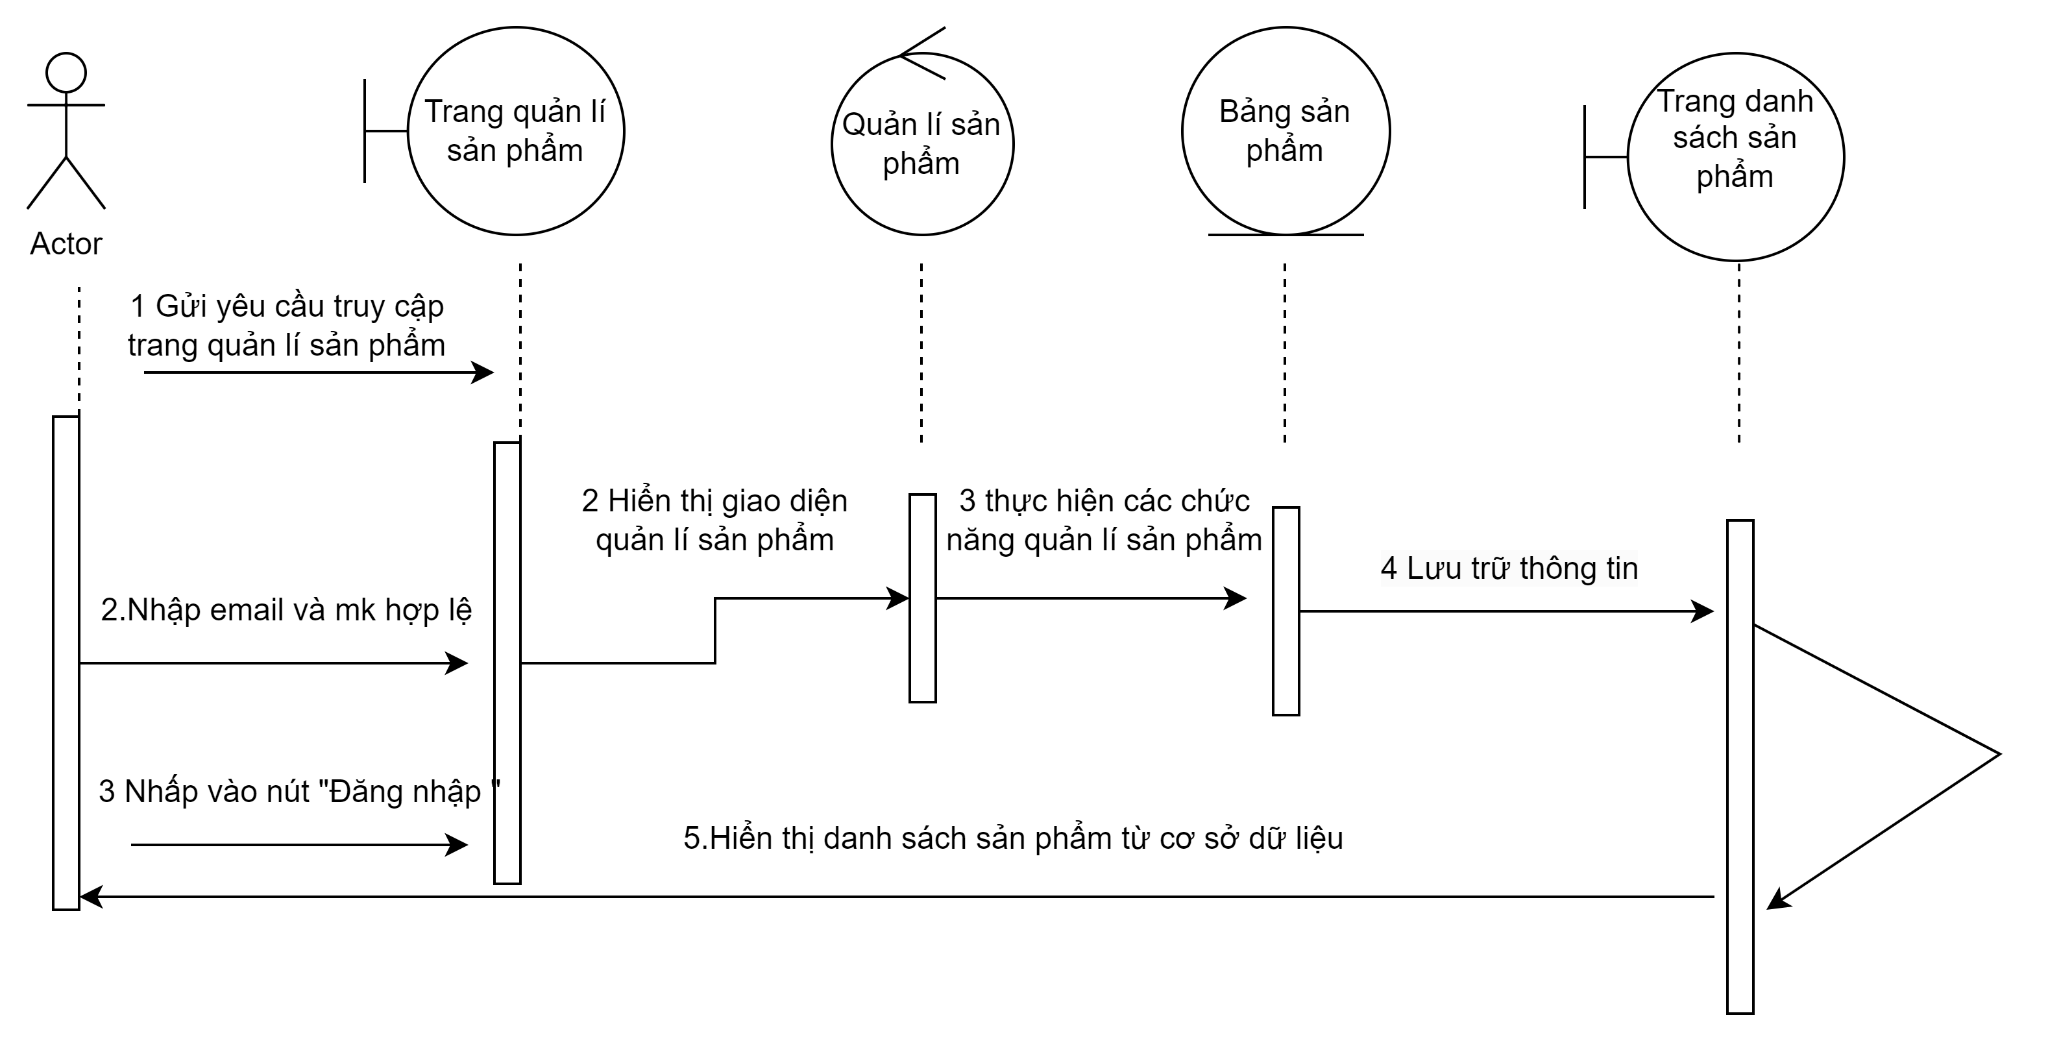 Trang quản lí
sản phẩm
Quản lí sản
phẩm
Bảng sản
phẩm
Trang danh
sách sản
phẩm
Actor
1 Gửi yêu cầu truy cập
trang quản lí sản phẩm
2 Hiển thị giao diện
quản lí sản phẩm
3 thực hiện các chức
năng quản lí sản phẩm
4 Lưu trữ thông tin
2.Nhập email và mk hợp lệ
3 Nhấp vào nút "Đăng nhập "
5.Hiển thị danh sách sản phẩm từ cơ sở dữ liệu